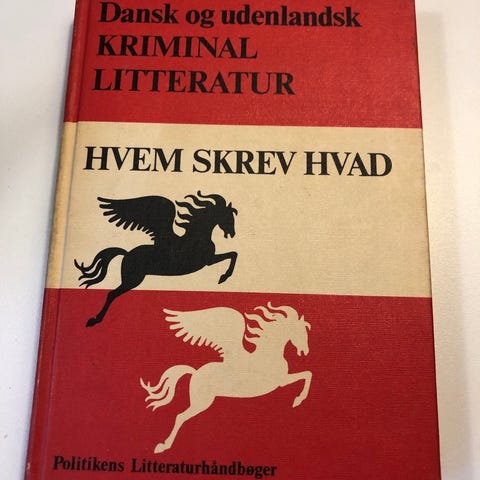 Dansk og udenlandsk
KRIMINAL
LITTERATUR
HVEM SKREV HVAD
Politikens Litteraturhåndbøger